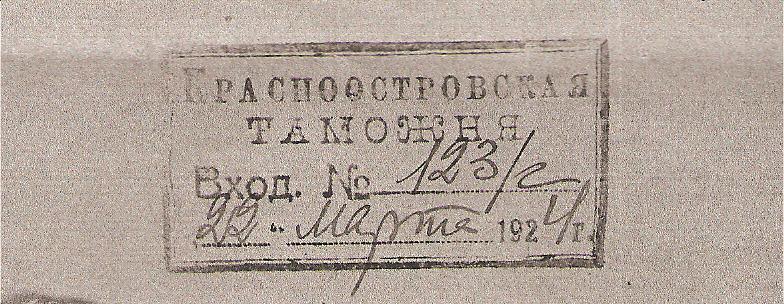 КРАСНООСТРОВСКАЯ
ТАМОЖНЯ
Вход. № 123/с
"22" марта 1924 г.